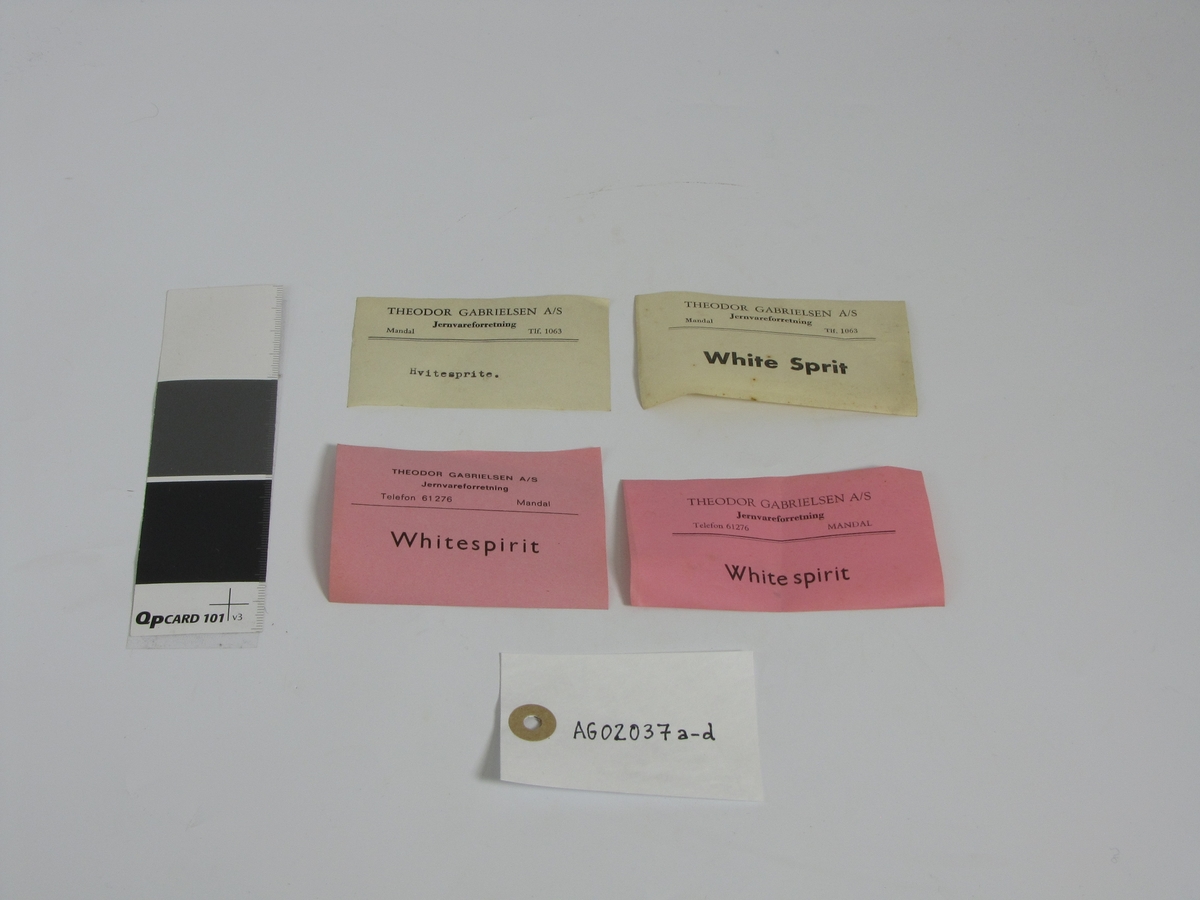 THEODOR GABRIELSEN A/S
Jernvareforretning
Mandal Tlf. 1063
Hvitesprite.
THEODOR GABRIELSEN A/S
Jernvareforretning
Mandal Tlf. 1063
White Sprit
THEODOR GABRIELSEN A/S
Jernvareforretning
Telefon 61276 Mandal
Whitespirit
THEODOR GABRIELSEN A/S
Jernvareforretning
Telefon 61276 MANDAL
White spirit
QpCARD 101 v3
AG02037a-d